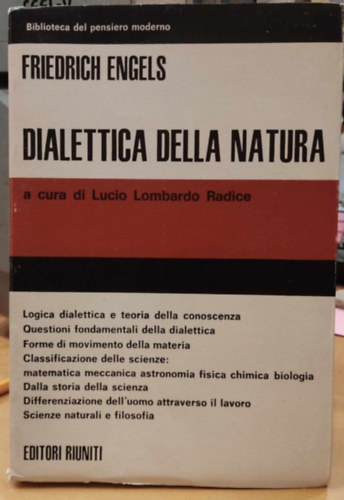 Biblioteca del pensiero moderno
FRIEDRICH ENGELS
DIALETTICA DELLA NATURA
a cura di Lucio Lombardo Radice
Logica dialettica e teoria della conoscenza
Questioni fondamentali della dialettica
Forme di movimento della materia
Classificazione delle scienze:
matematica meccanica astronomia fisica chimica biologia
Dalla storia della scienza
Differenziazione dell'uomo attraverso il lavoro
Scienze naturali e filosofia
EDITORI RIUNITI